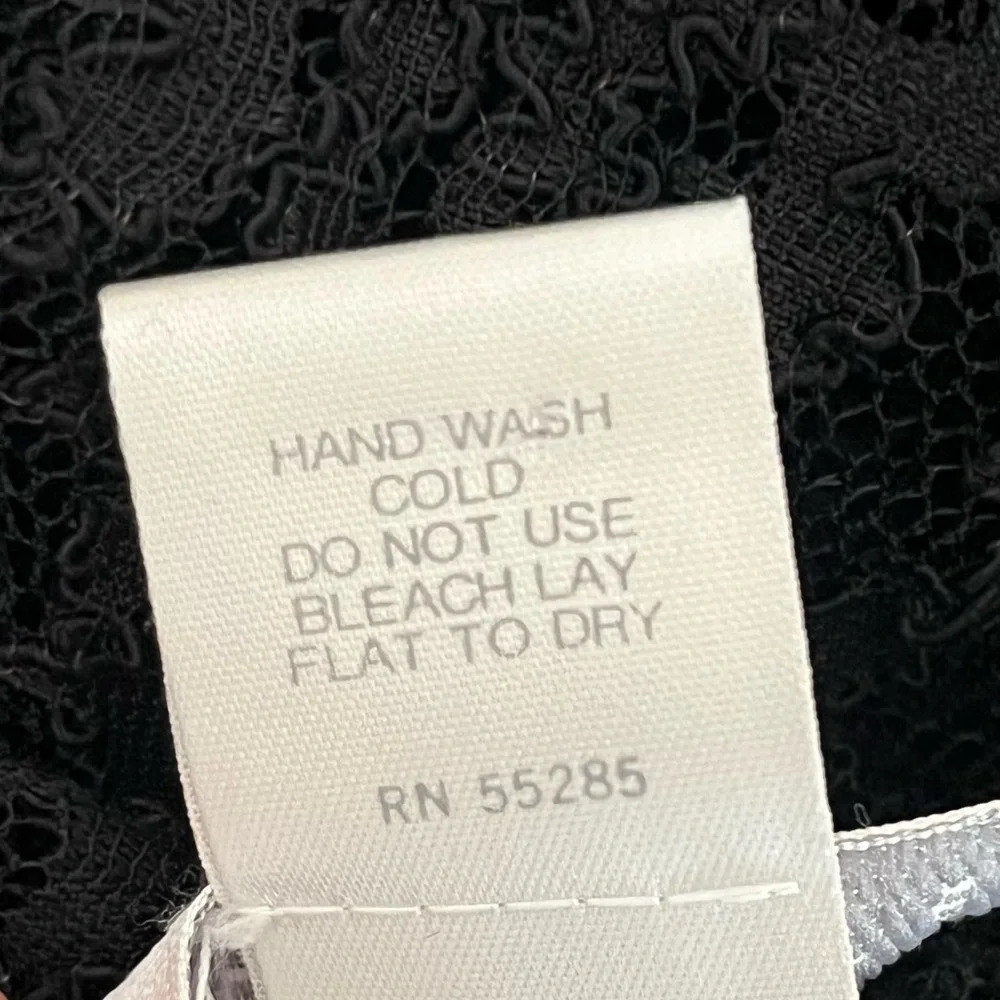 HAND WASH
COLD
DO NOT USE
BLEACH LAY
FLAT TO DRY
RN 55285